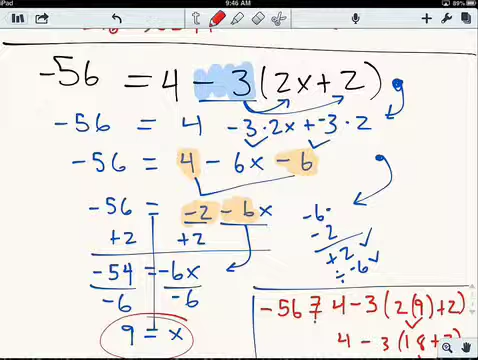 iPad 9:46 AM 89%
-56 = 4 - 3(2x+2)
-56 = 4 -3·2x+-3·2
-56 = 4 - 6x - 6
-56 = -2 - 6x
+2 +2
-54 = -6x
-6 -6
9 = x
-6·
-2
+2 ✓
÷-6 ✓
-56 ≟ 4-3(2(9)+2)
4 - 3(18+2)